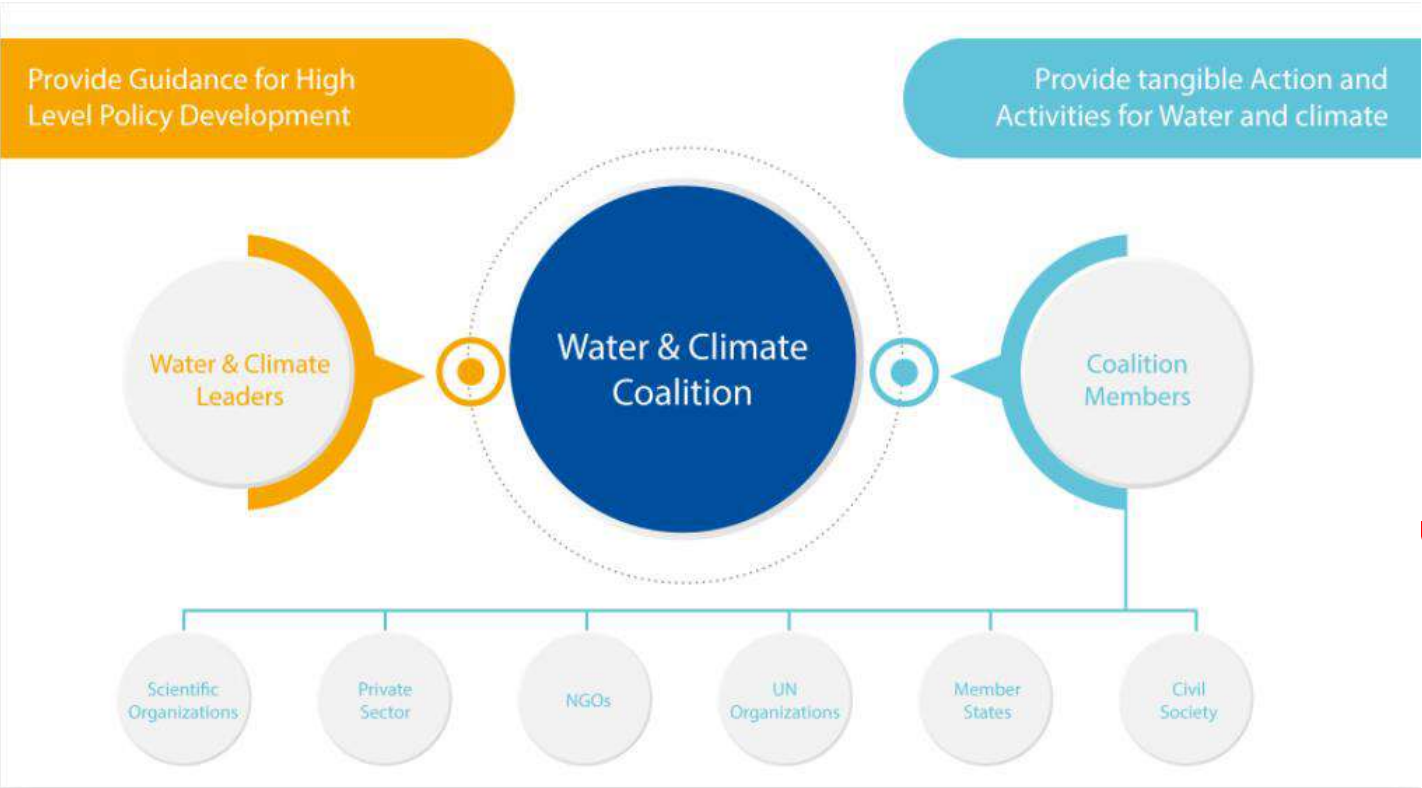 Provide Guidance for High
Level Policy Development
Provide tangible Action and
Activities for Water and climate
Water & Climate
Leaders
Water & Climate
Coalition
Coalition
Members
Scientific
Organizations
Private
Sector
NGOs
UN
Organizations
Member
States
Civil
Society